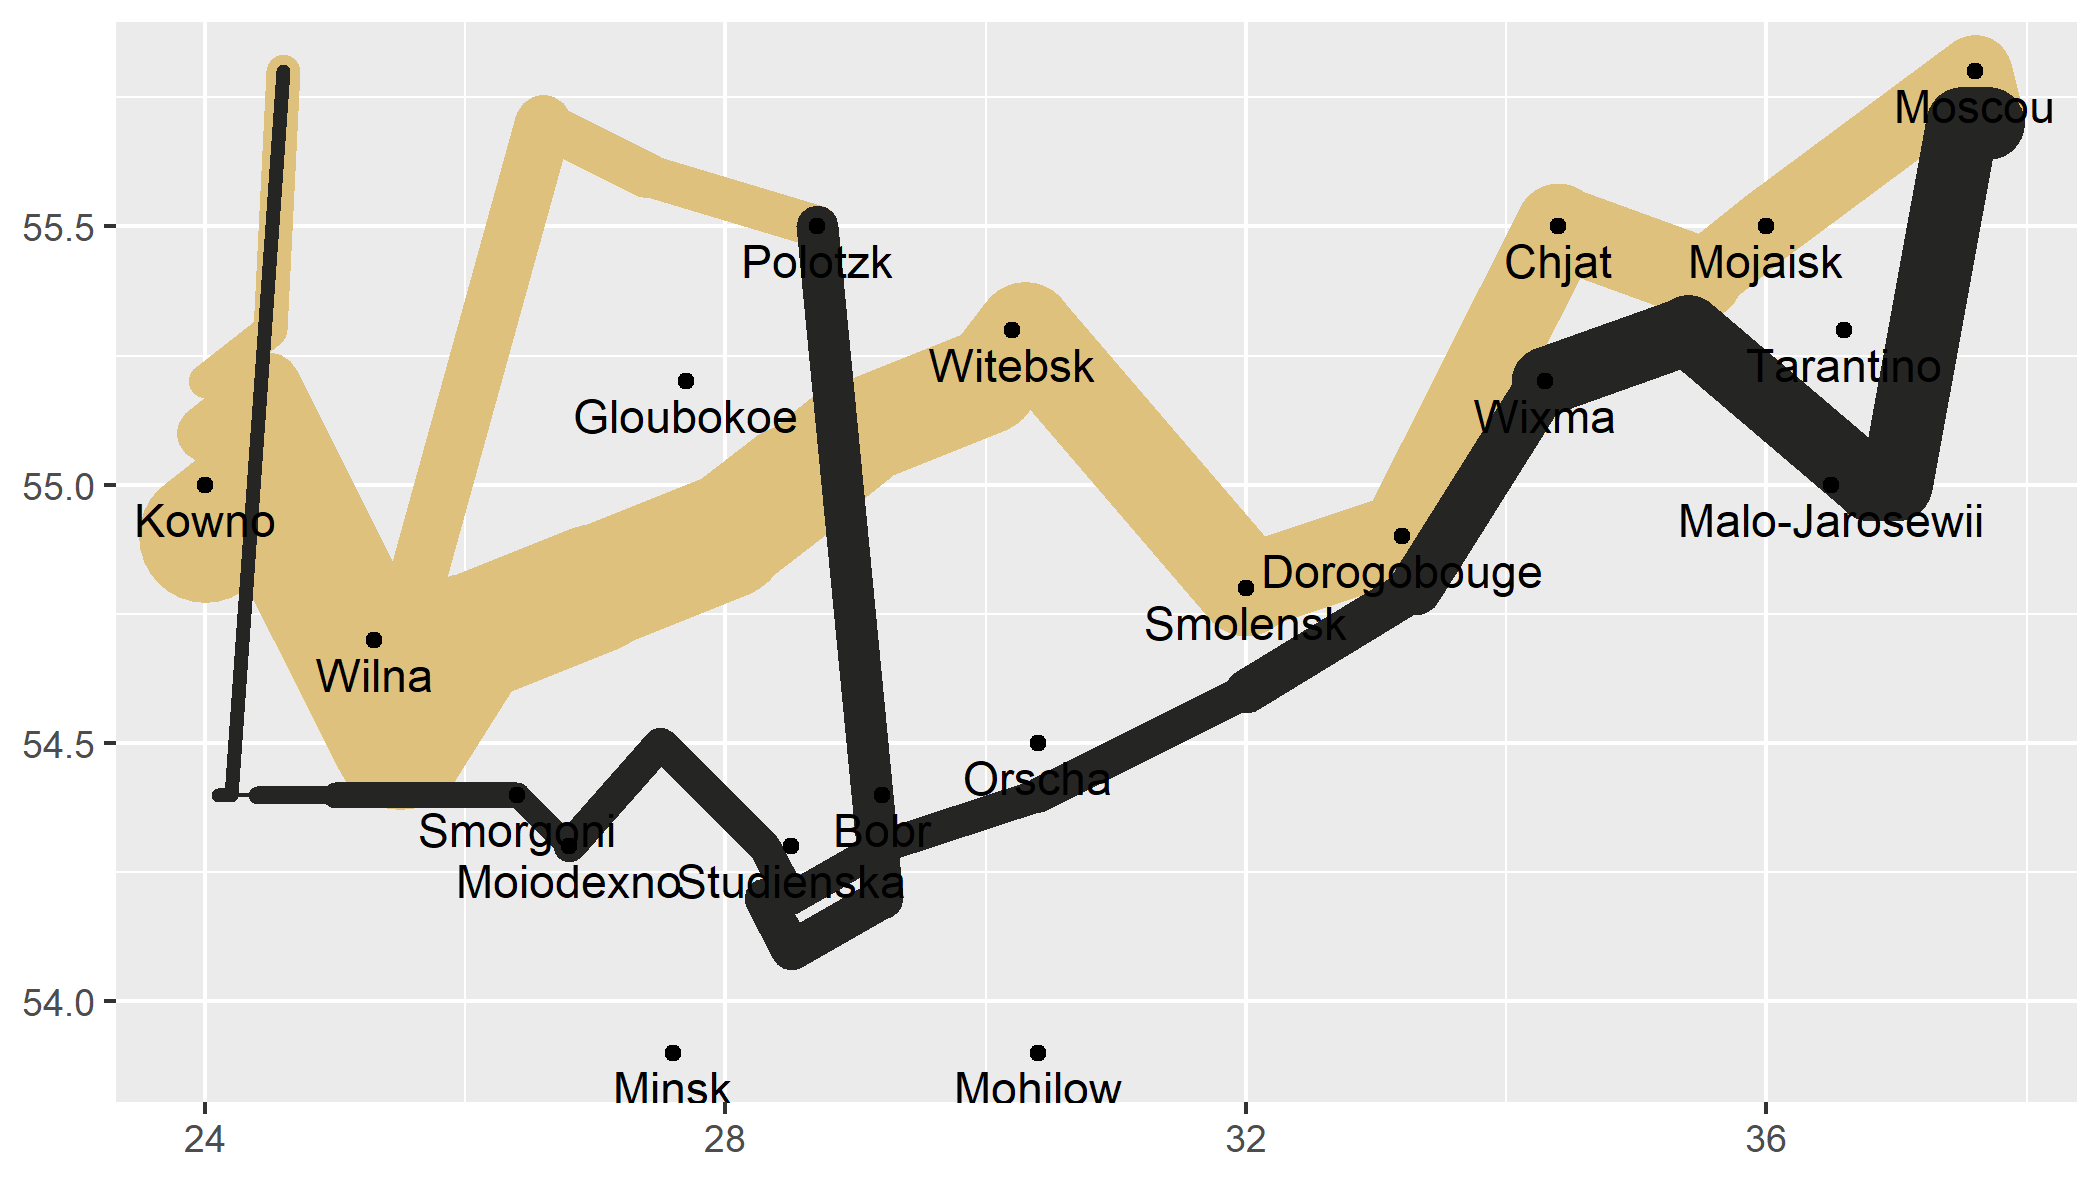 Moscou
55.5
Polotzk
Chjat
Mojaisk
Witebsk
Tarantino
Gloubokoe
Wixma
55.0
Kowno
Malo-Jarosewii
Dorogobouge
Smolensk
Wilna
54.5
Orscha
Smorgoni
Bobr
Moiodexno
Studienska
54.0
Minsk
Mohilow
24
28
32
36